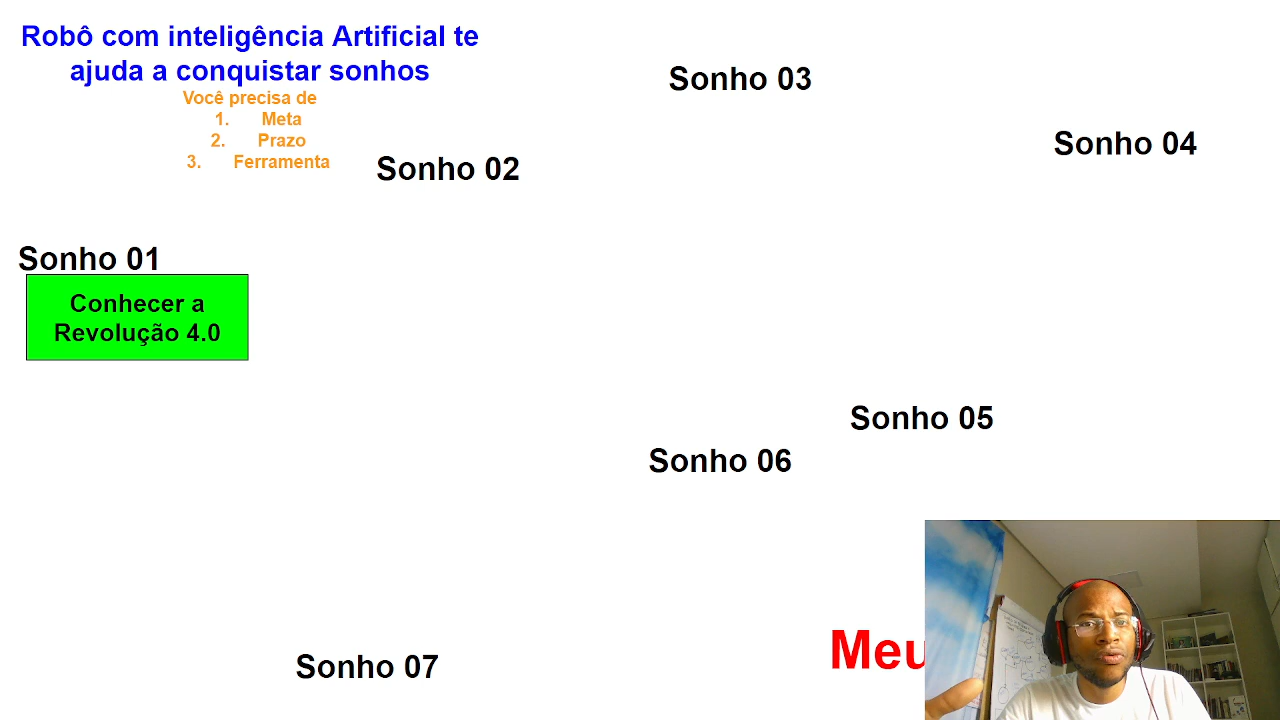 Robô com inteligência Artificial te
ajuda a conquistar sonhos
Você precisa de
1. Meta
2. Prazo
3. Ferramenta
Sonho 03
Sonho 04
Sonho 02
Sonho 01
Conhecer a
Revolução 4.0
Sonho 05
Sonho 06
Meu
Sonho 07